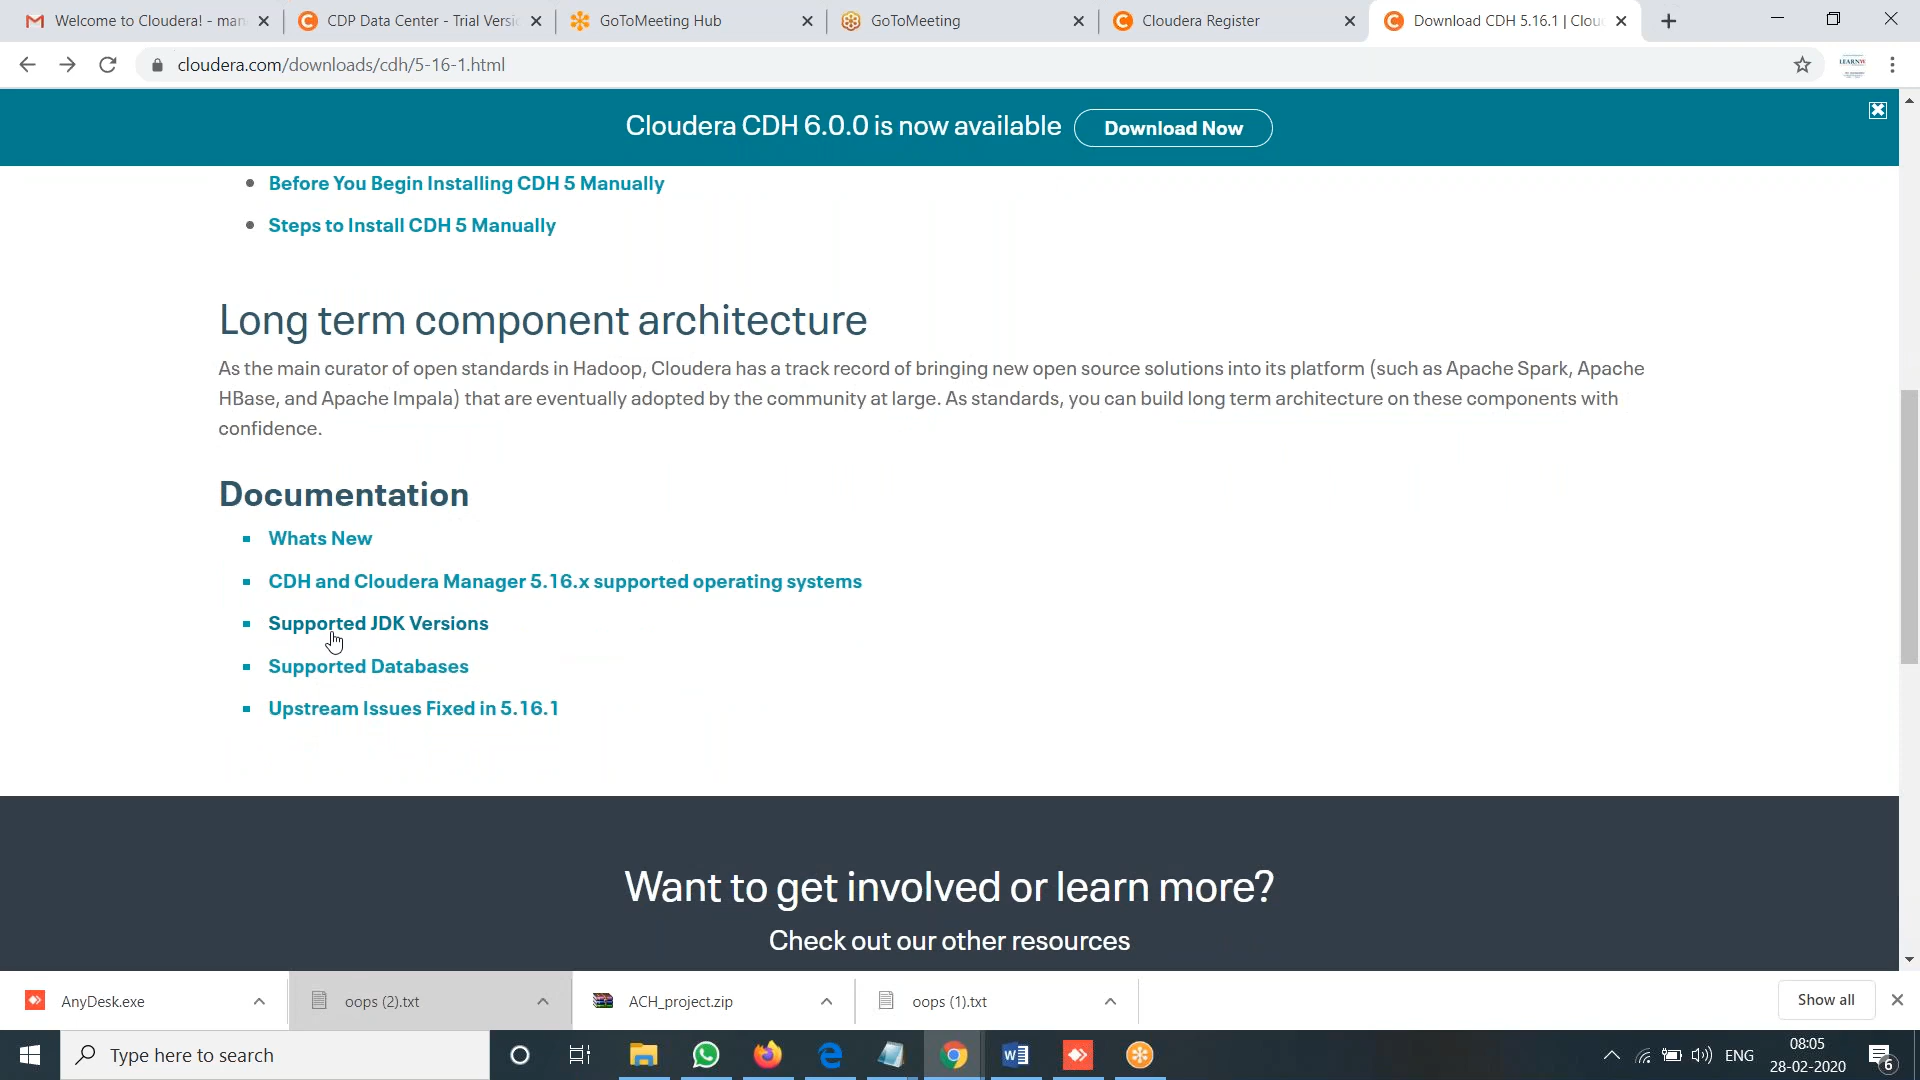 Welcome to Cloudera! - man
CDP Data Center - Trial Versio
GoToMeeting Hub
GoToMeeting
Cloudera Register
Download CDH 5.16.1 | Clou
cloudera.com/downloads/cdh/5-16-1.html
Cloudera CDH 6.0.0 is now available
Download Now
Before You Begin Installing CDH 5 Manually
Steps to Install CDH 5 Manually
Long term component architecture
As the main curator of open standards in Hadoop, Cloudera has a track record of bringing new open source solutions into its platform (such as Apache Spark, Apache
HBase, and Apache Impala) that are eventually adopted by the community at large. As standards, you can build long term architecture on these components with
confidence.
Documentation
Whats New
CDH and Cloudera Manager 5.16.x supported operating systems
Supported JDK Versions
Supported Databases
Upstream Issues Fixed in 5.16.1
Want to get involved or learn more?
Check out our other resources
AnyDesk.exe
oops (2).txt
ACH_project.zip
oops (1).txt
Show all
Type here to search
ENG
08:05
28-02-2020
6